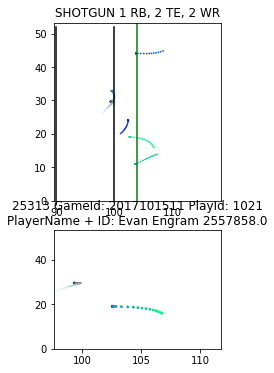 SHOTGUN 1 RB, 2 TE, 2 WR
50
40
30
20
10
0
90 100 110
25313 GameId: 2017101511 PlayId: 1021
PlayerName + ID: Evan Engram 2557858.0
40
20
0
100 105 110